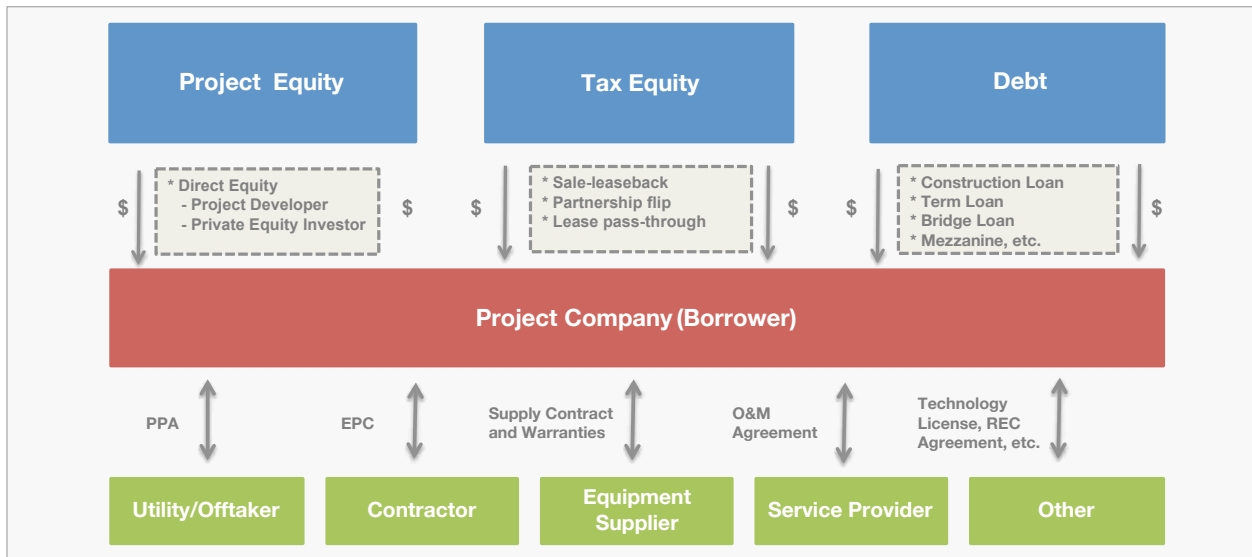 Project Equity
Tax Equity
Debt
$
* Direct Equity
- Project Developer
- Private Equity Investor
$
$
* Sale-leaseback
* Partnership flip
* Lease pass-through
$
$
* Construction Loan
* Term Loan
* Bridge Loan
* Mezzanine, etc.
$
Project Company (Borrower)
PPA
EPC
Supply Contract
and Warranties
O&M
Agreement
Technology
License, REC
Agreement, etc.
Utility/Offtaker
Contractor
Equipment
Supplier
Service Provider
Other